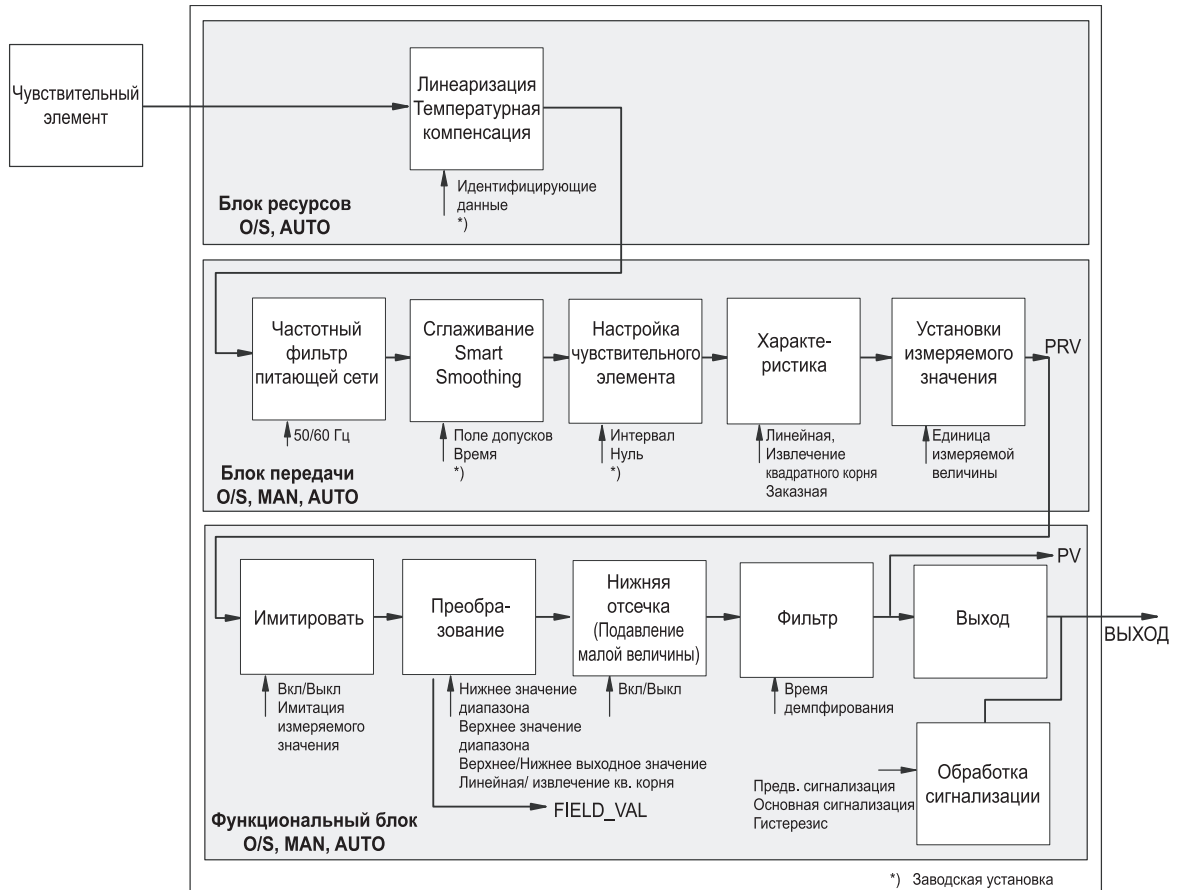 Чувствительный
элемент
Линеаризация
Температурная
компенсация
Идентифицирующие
данные
*)
Блок ресурсов
O/S, AUTO
Частотный
фильтр
питающей сети
Сглаживание
Smart
Smoothing
Настройка
чувствительного
элемента
Характе-
ристика
Установки
измеряемого
значения
PRV
50/60 Гц
Поле допусков
Время
*)
Интервал
Нуль
*)
Линейная,
Извлечение
квадратного корня
Заказная
Единица
измеряемой
величины
Блок передачи
O/S, MAN, AUTO
Имитировать
Преобра-
зование
Нижняя
отсечка
(Подавление
малой величины)
Фильтр
PV
Выход
ВЫХОД
Вкл/Выкл
Имитация
измеряемого
значения
Нижнее значение
диапазона
Верхнее значение
диапазона
Верхнее/Нижнее выходное значение
Линейная/ извлечение кв. корня
Вкл/Выкл
Время
демпфирования
FIELD_VAL
Предв. сигнализация
Основная сигнализация
Гистерезис
Обработка
сигнализации
Функциональный блок
O/S, MAN, AUTO
*) Заводская установка